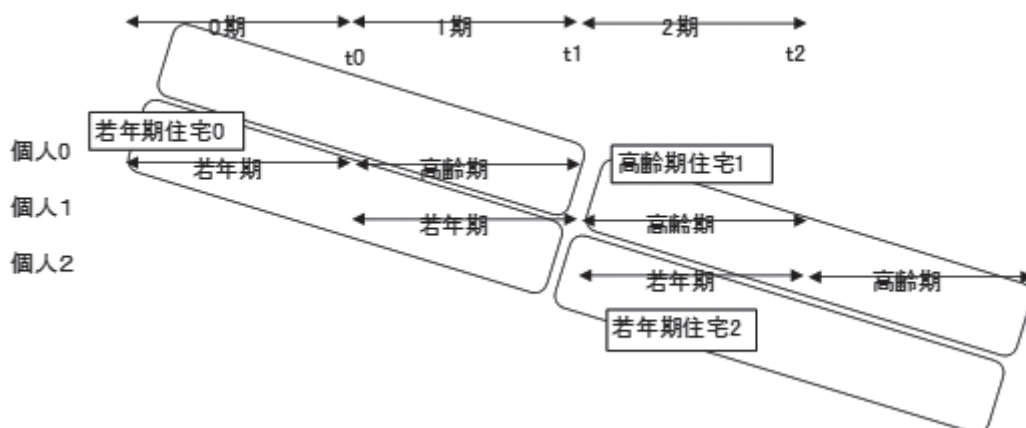 0期 1期 2期
t0 t1 t2
若年期住宅0
個人0 若年期 高齢期 高齢期住宅1
個人1 若年期 高齢期
個人2 若年期 高齢期
若年期住宅2